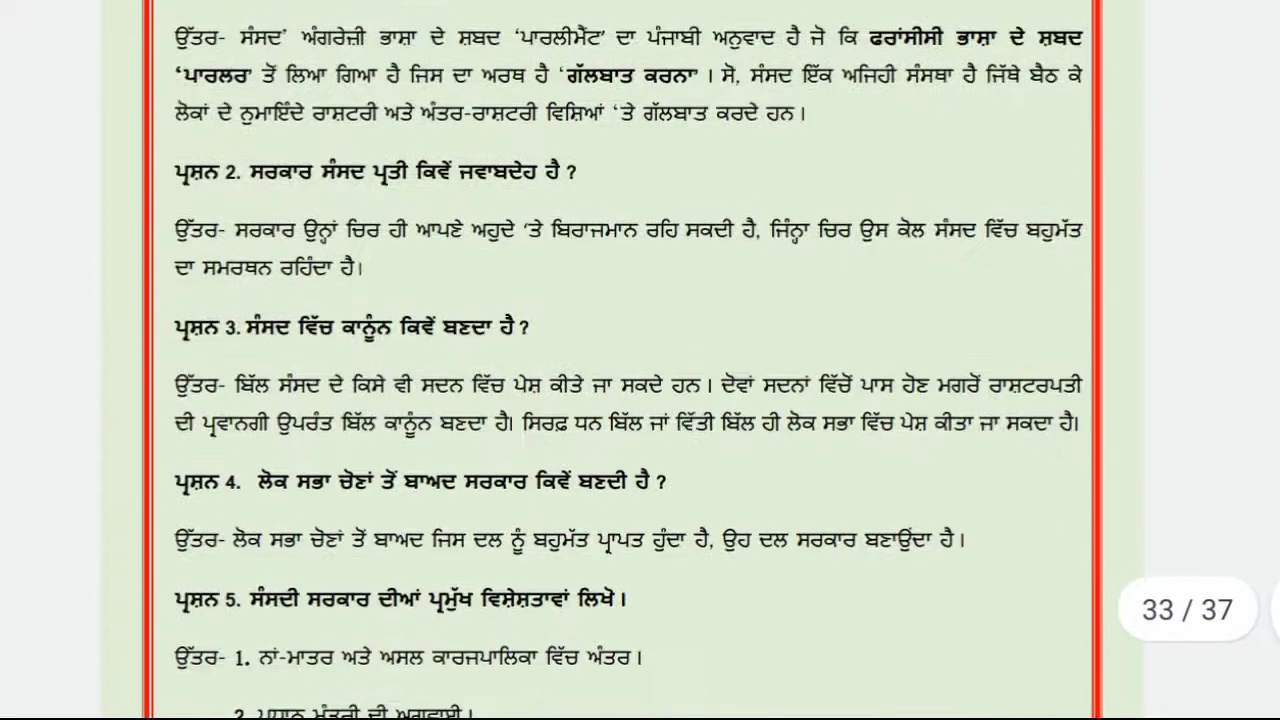 ਉੱਤਰ- ਸੰਸਦ' ਅੰਗਰੇਜ਼ੀ ਭਾਸ਼ਾ ਦੇ ਸ਼ਬਦ 'ਪਾਰਲੀਮੈਂਟ' ਦਾ ਪੰਜਾਬੀ ਅਨੁਵਾਦ ਹੈ ਜੋ ਕਿ ਫਰਾਂਸੀਸੀ ਭਾਸ਼ਾ ਦੇ ਸ਼ਬਦ
'ਪਾਰਲਰ' ਤੋਂ ਲਿਆ ਗਿਆ ਹੈ ਜਿਸ ਦਾ ਅਰਥ ਹੈ 'ਗੱਲਬਾਤ ਕਰਨਾ' । ਸੋ, ਸੰਸਦ ਇੱਕ ਅਜਿਹੀ ਸੰਸਥਾ ਹੈ ਜਿੱਥੇ ਬੈਠ ਕੇ
ਲੋਕਾਂ ਦੇ ਨੁਮਾਇੰਦੇ ਰਾਸ਼ਟਰੀ ਅਤੇ ਅੰਤਰ-ਰਾਸ਼ਟਰੀ ਵਿਸ਼ਿਆਂ 'ਤੇ ਗੱਲਬਾਤ ਕਰਦੇ ਹਨ।
ਪ੍ਰਸ਼ਨ 2. ਸਰਕਾਰ ਸੰਸਦ ਪ੍ਰਤੀ ਕਿਵੇਂ ਜਵਾਬਦੇਹ ਹੈ?
ਉੱਤਰ- ਸਰਕਾਰ ਉਨ੍ਹਾਂ ਚਿਰ ਹੀ ਆਪਣੇ ਅਹੁਦੇ 'ਤੇ ਬਿਰਾਜਮਾਨ ਰਹਿ ਸਕਦੀ ਹੈ, ਜਿੰਨ੍ਹਾ ਚਿਰ ਉਸ ਕੋਲ ਸੰਸਦ ਵਿੱਚ ਬਹੁਮੱਤ
ਦਾ ਸਮਰਥਨ ਰਹਿੰਦਾ ਹੈ।
ਪ੍ਰਸ਼ਨ 3. ਸੰਸਦ ਵਿੱਚ ਕਾਨੂੰਨ ਕਿਵੇਂ ਬਣਦਾ ਹੈ?
ਉੱਤਰ- ਬਿੱਲ ਸੰਸਦ ਦੇ ਕਿਸੇ ਵੀ ਸਦਨ ਵਿੱਚ ਪੇਸ਼ ਕੀਤੇ ਜਾ ਸਕਦੇ ਹਨ। ਦੋਵਾਂ ਸਦਨਾਂ ਵਿੱਚੋਂ ਪਾਸ ਹੋਣ ਮਗਰੋਂ ਰਾਸ਼ਟਰਪਤੀ
ਦੀ ਪ੍ਰਵਾਨਗੀ ਉਪਰੰਤ ਬਿੱਲ ਕਾਨੂੰਨ ਬਣਦਾ ਹੈ। ਸਿਰਫ਼ ਧਨ ਬਿੱਲ ਜਾਂ ਵਿੱਤੀ ਬਿੱਲ ਹੀ ਲੋਕ ਸਭਾ ਵਿੱਚ ਪੇਸ਼ ਕੀਤਾ ਜਾ ਸਕਦਾ ਹੈ।
ਪ੍ਰਸ਼ਨ 4. ਲੋਕ ਸਭਾ ਚੋਣਾਂ ਤੋਂ ਬਾਅਦ ਸਰਕਾਰ ਕਿਵੇਂ ਬਣਦੀ ਹੈ?
ਉੱਤਰ- ਲੋਕ ਸਭਾ ਚੋਣਾਂ ਤੋਂ ਬਾਅਦ ਜਿਸ ਦਲ ਨੂੰ ਬਹੁਮੱਤ ਪ੍ਰਾਪਤ ਹੁੰਦਾ ਹੈ, ਉਹ ਦਲ ਸਰਕਾਰ ਬਣਾਉਂਦਾ ਹੈ।
ਪ੍ਰਸ਼ਨ 5. ਸੰਸਦੀ ਸਰਕਾਰ ਦੀਆਂ ਪ੍ਰਮੁੱਖ ਵਿਸ਼ੇਸ਼ਤਾਵਾਂ ਲਿਖੋ।
33 / 37
ਉੱਤਰ- 1. ਨਾਂ-ਮਾਤਰ ਅਤੇ ਅਸਲ ਕਾਰਜਪਾਲਿਕਾ ਵਿੱਚ ਅੰਤਰ।
2. ਪ੍ਰਧਾਨ ਮੰਤਰੀ ਦੀ ਅਗਵਾਈ।